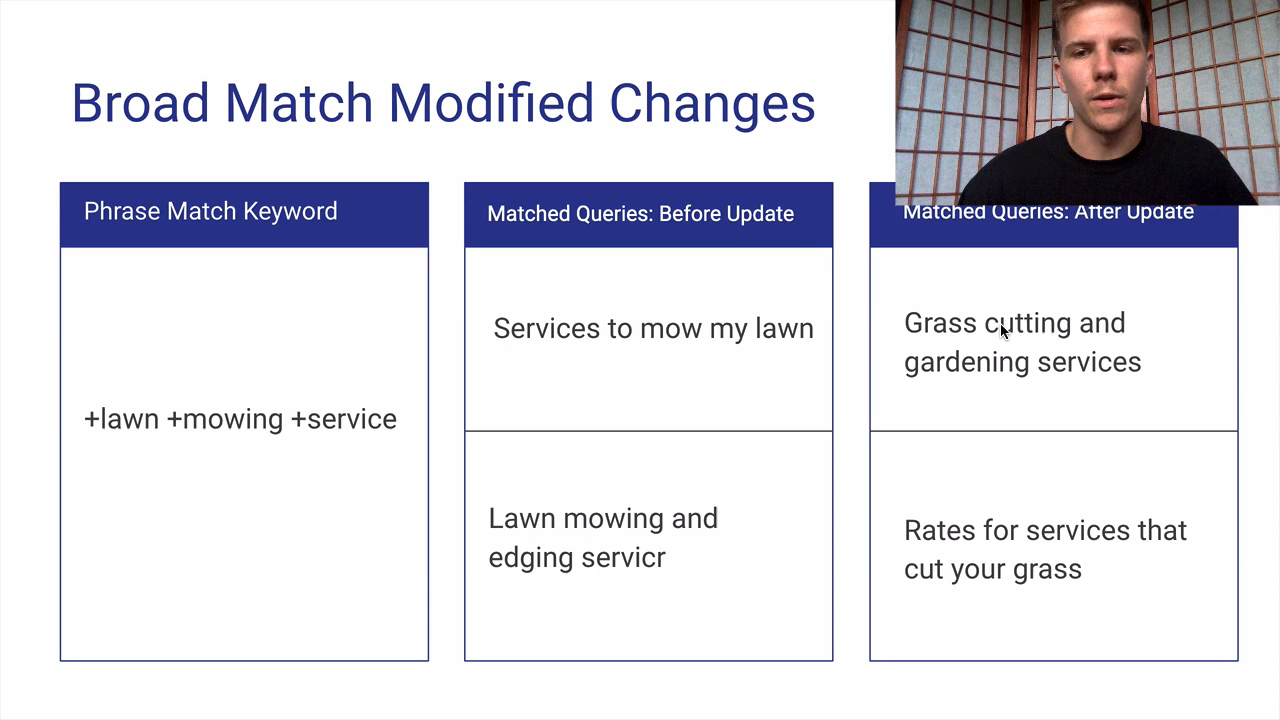 Broad Match Modified Changes
Phrase Match Keyword
+lawn +mowing +service
Matched Queries: Before Update
Services to mow my lawn
Lawn mowing and
edging servicr
Matched Queries: After Update
Grass cutting and
gardening services
Rates for services that
cut your grass